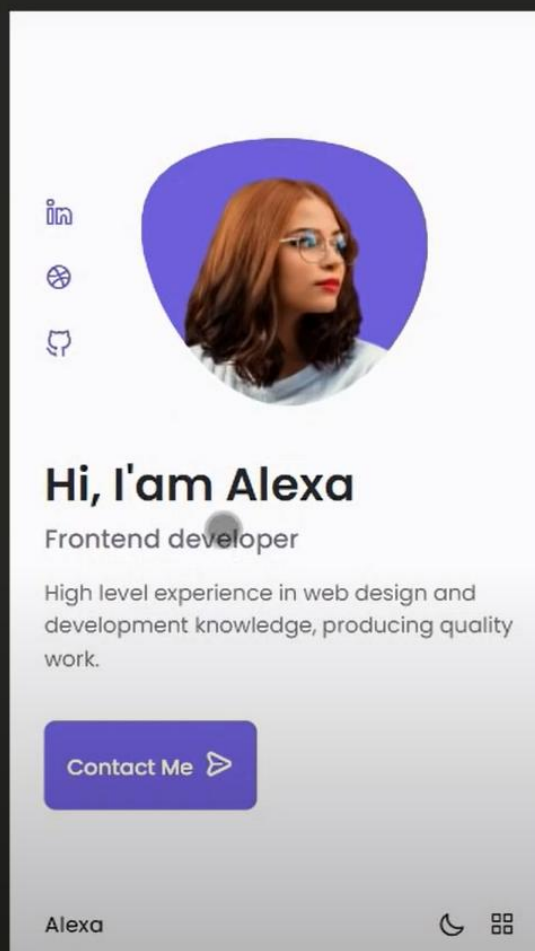 Hi, I'am Alexa
Frontend developer
High level experience in web design and
development knowledge, producing quality
work.
Contact Me
Alexa